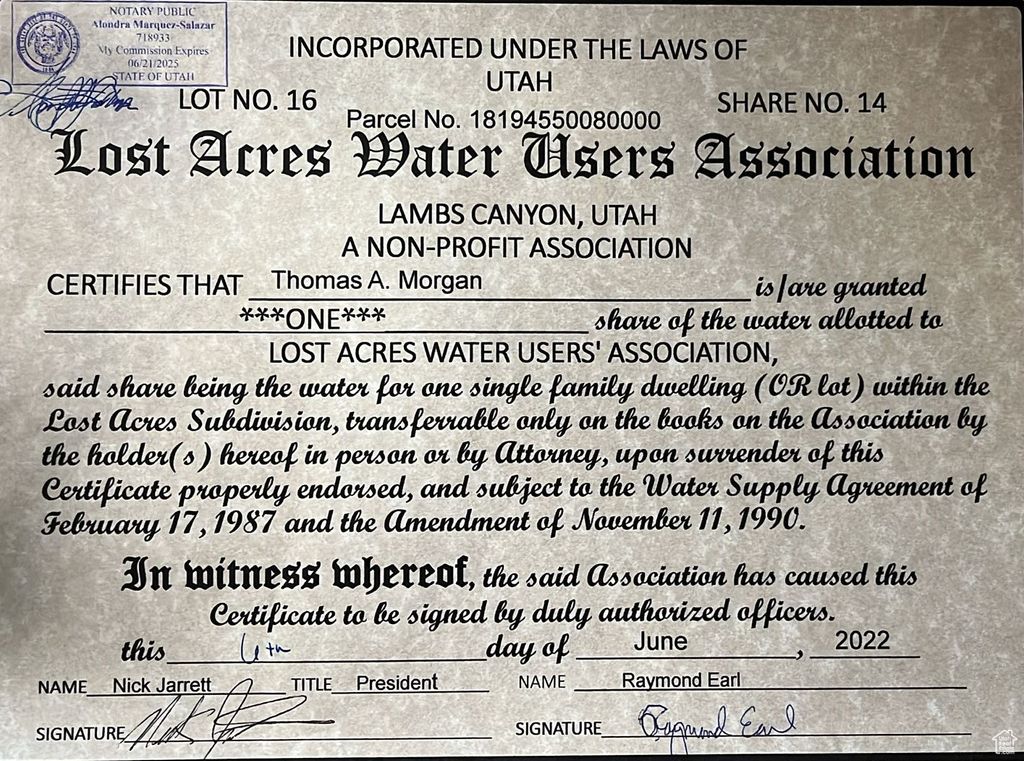 NOTARY PUBLIC
Alondra Marquez-Salazar
718933
My Commission Expires
06/21/2025
STATE OF UTAH
INCORPORATED UNDER THE LAWS OF
UTAH
LOT NO. 16
SHARE NO. 14
Parcel No. 18194550080000
Lost Acres Water Users Association
LAMBS CANYON, UTAH
A NON-PROFIT ASSOCIATION
CERTIFIES THAT Thomas A. Morgan is/are granted
***ONE*** share of the water allotted to
LOST ACRES WATER USERS' ASSOCIATION,
said share being the water for one single family dwelling (OR lot) within the
Lost Acres Subdivision, transferrable only on the books on the Association by
the holder(s) hereof in person or by Attorney, upon surrender of this
Certificate properly endorsed, and subject to the Water Supply Agreement of
February 17, 1987 and the Amendment of November 11, 1990.
In witness whereof, the said Association has caused this
Certificate to be signed by duly authorized officers.
this 6th day of June, 2022
NAME Nick Jarrett TITLE President NAME Raymond Earl
SIGNATURE SIGNATURE Raymond Earl